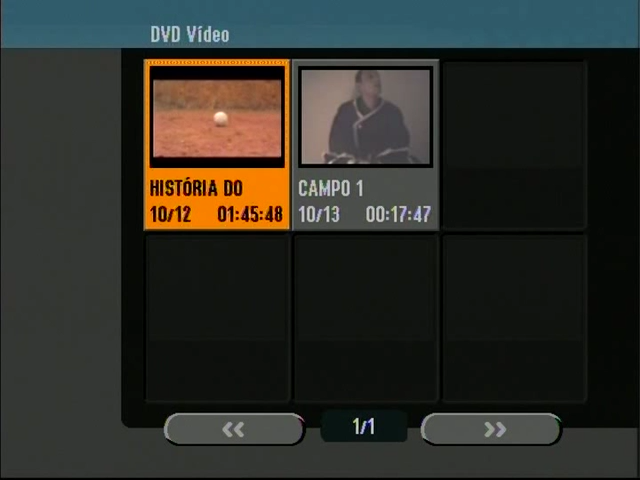 DVD Vídeo
HISTÓRIA DO
10/12 01:45:48
CAMPO 1
10/13 00:17:47
<< 1/1 >>